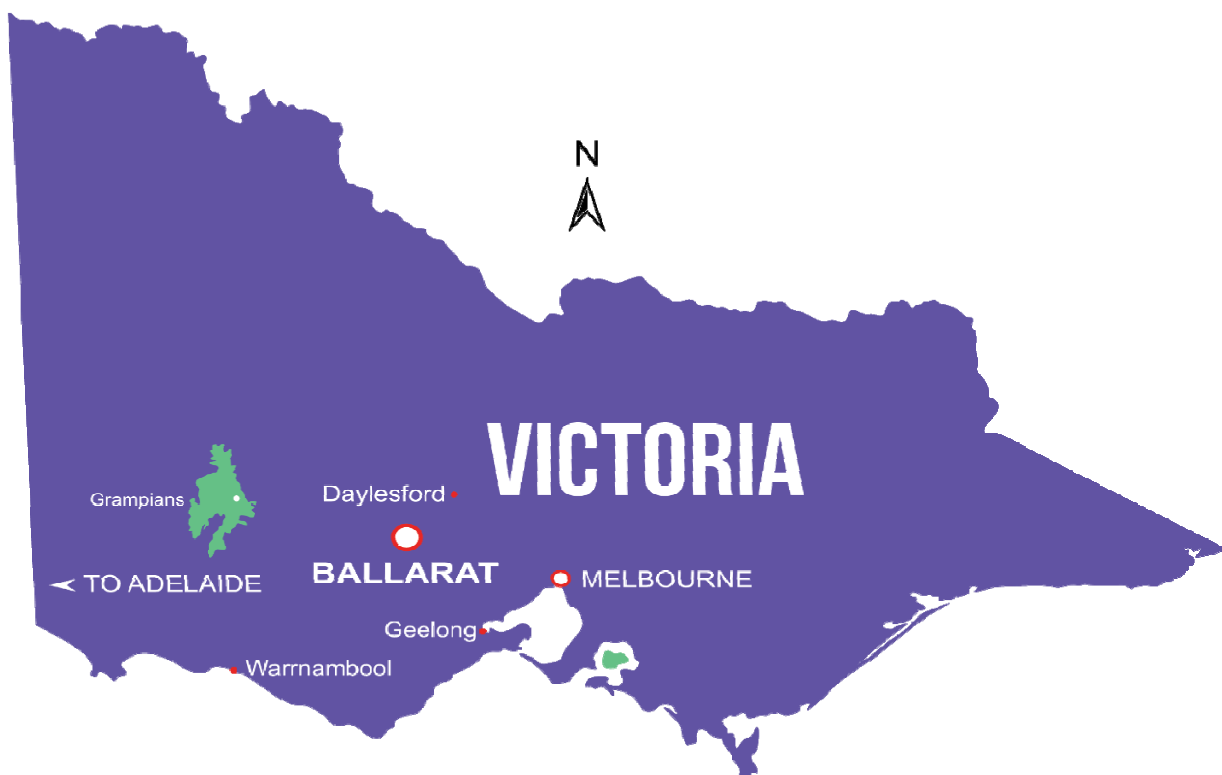 N
VICTORIA
Daylesford
Grampians
BALLARAT
TO ADELAIDE
MELBOURNE
Geelong
Warrnambool